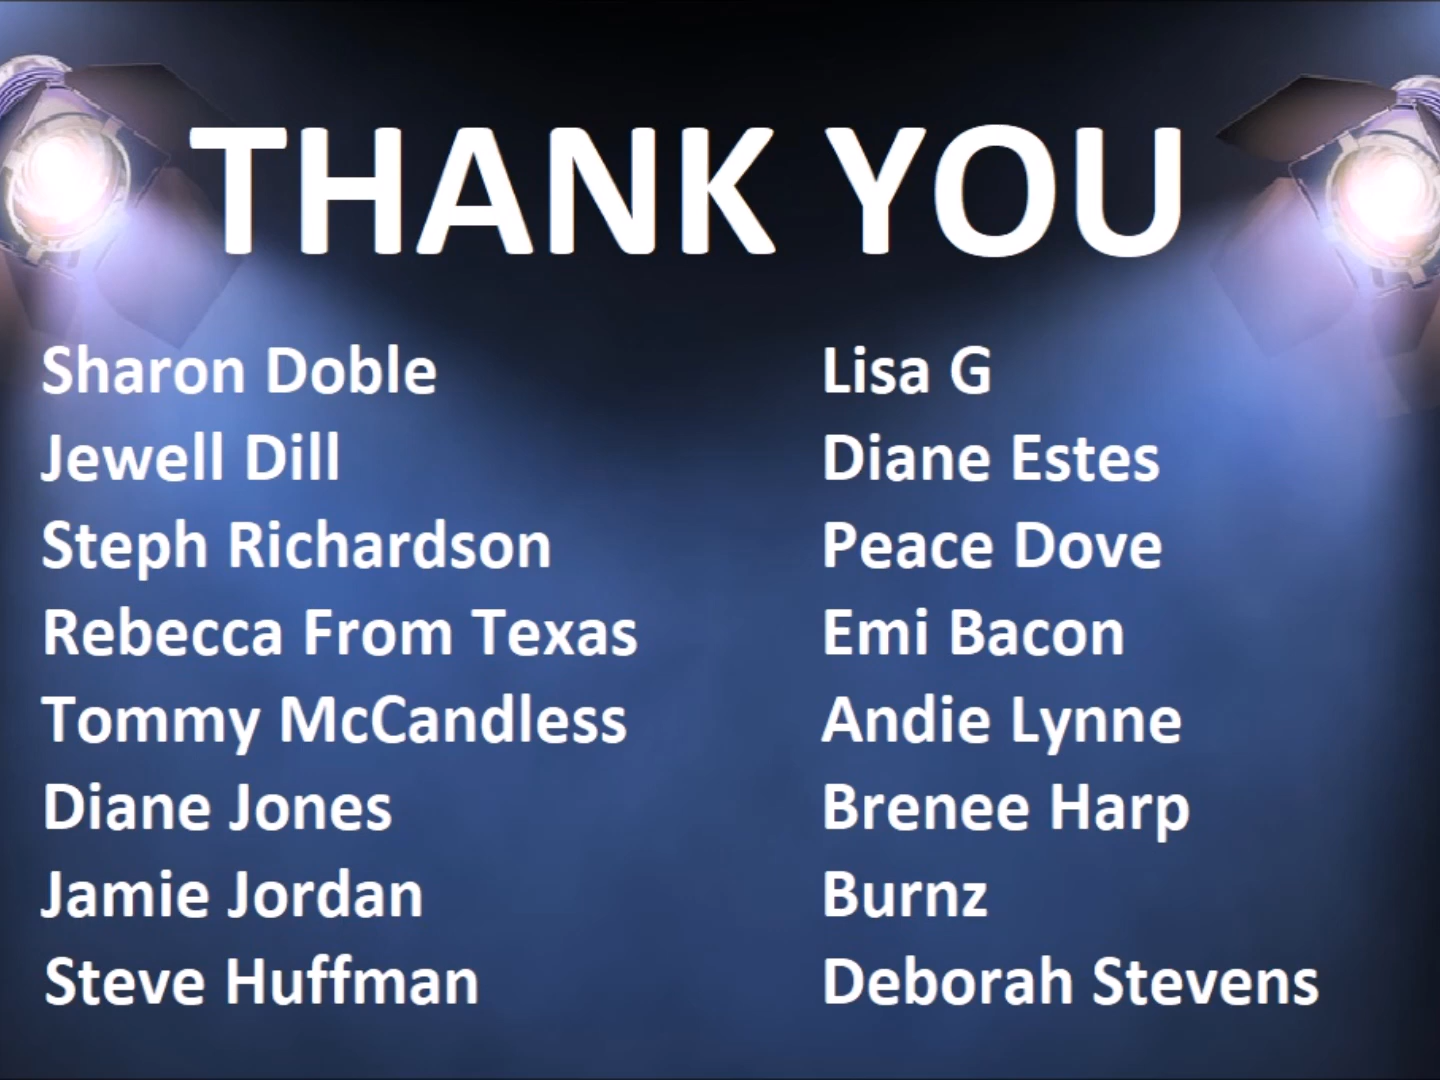 THANK YOU
Sharon Doble
Jewell Dill
Steph Richardson
Rebecca From Texas
Tommy McCandless
Diane Jones
Jamie Jordan
Steve Huffman
Lisa G
Diane Estes
Peace Dove
Emi Bacon
Andie Lynne
Brenee Harp
Burnz
Deborah Stevens